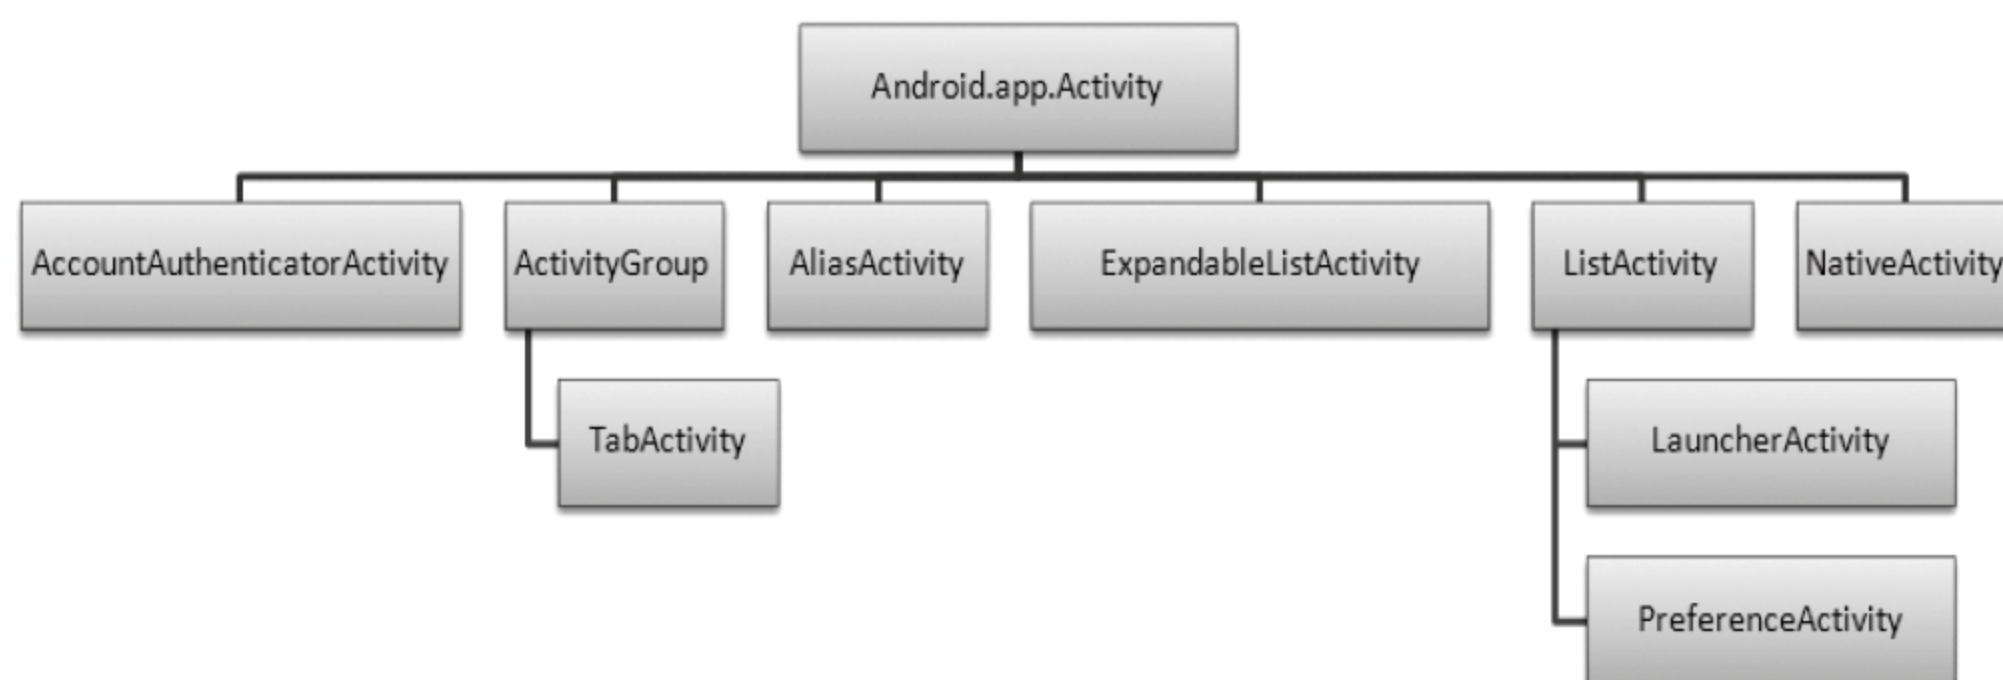 Android.app.Activity
AccountAuthenticatorActivity
ActivityGroup
AliasActivity
ExpandableListActivity
ListActivity
NativeActivity
TabActivity
LauncherActivity
PreferenceActivity